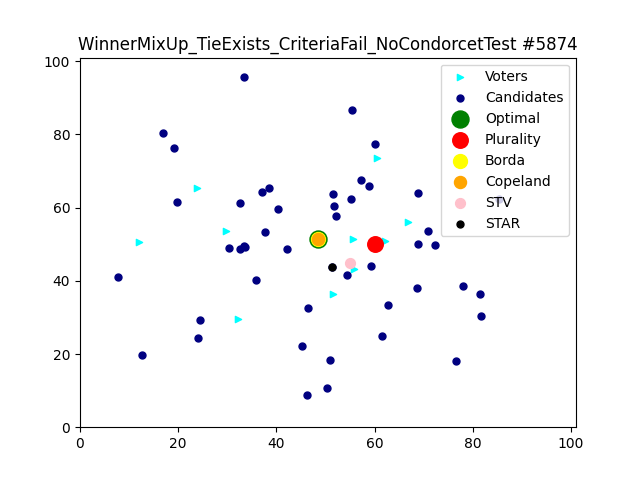 WinnerMixUp_TieExists_CriteriaFail_NoCondorcetTest #5874
100
80
60
40
20
0
0 20 40 60 80 100
Voters
Candidates
Optimal
Plurality
Borda
Copeland
STV
STAR